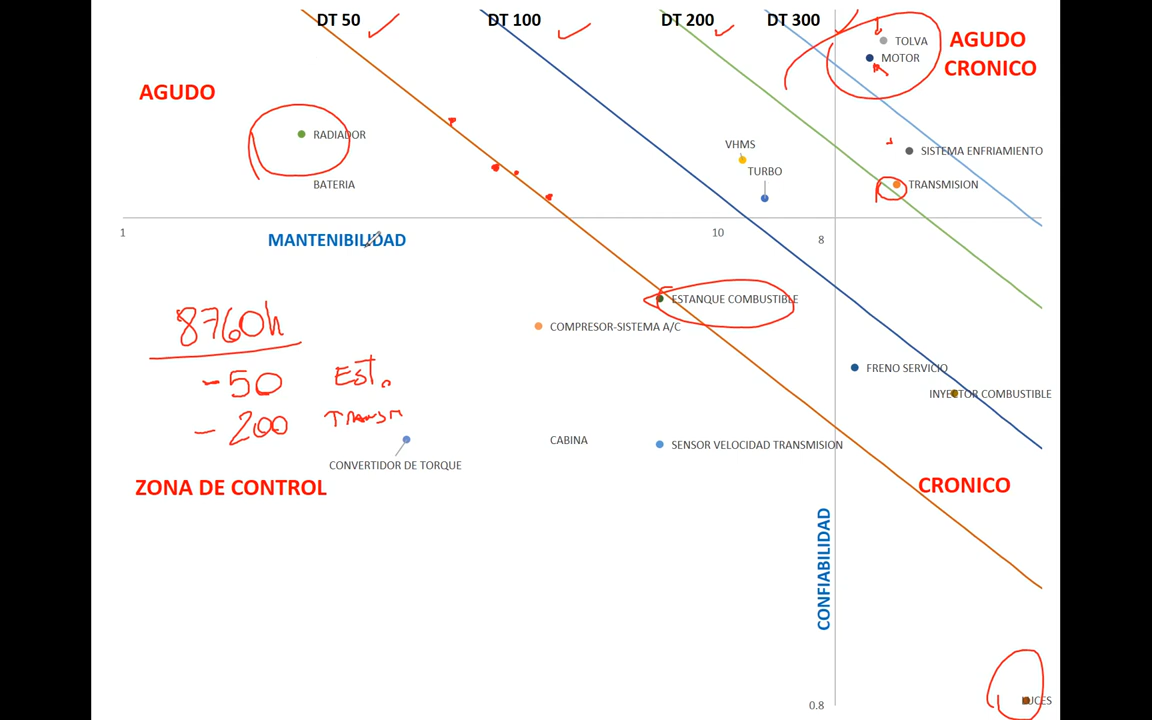 DT 50
DT 100
DT 200
DT 300
TOLVA
AGUDO
CRONICO
MOTOR
AGUDO
RADIADOR
VHMS
SISTEMA ENFRIAMIENTO
TURBO
BATERIA
TRANSMISION
1
10
8
MANTENIBILIDAD
ESTANQUE COMBUSTIBLE
8760h
COMPRESOR-SISTEMA A/C
FRENO SERVICIO
-50 Est.
INYECTOR COMBUSTIBLE
-200 TRANSM
CABINA
SENSOR VELOCIDAD TRANSMISION
CONVERTIDOR DE TORQUE
ZONA DE CONTROL
CRONICO
CONFIABILIDAD
LUCES
0.8